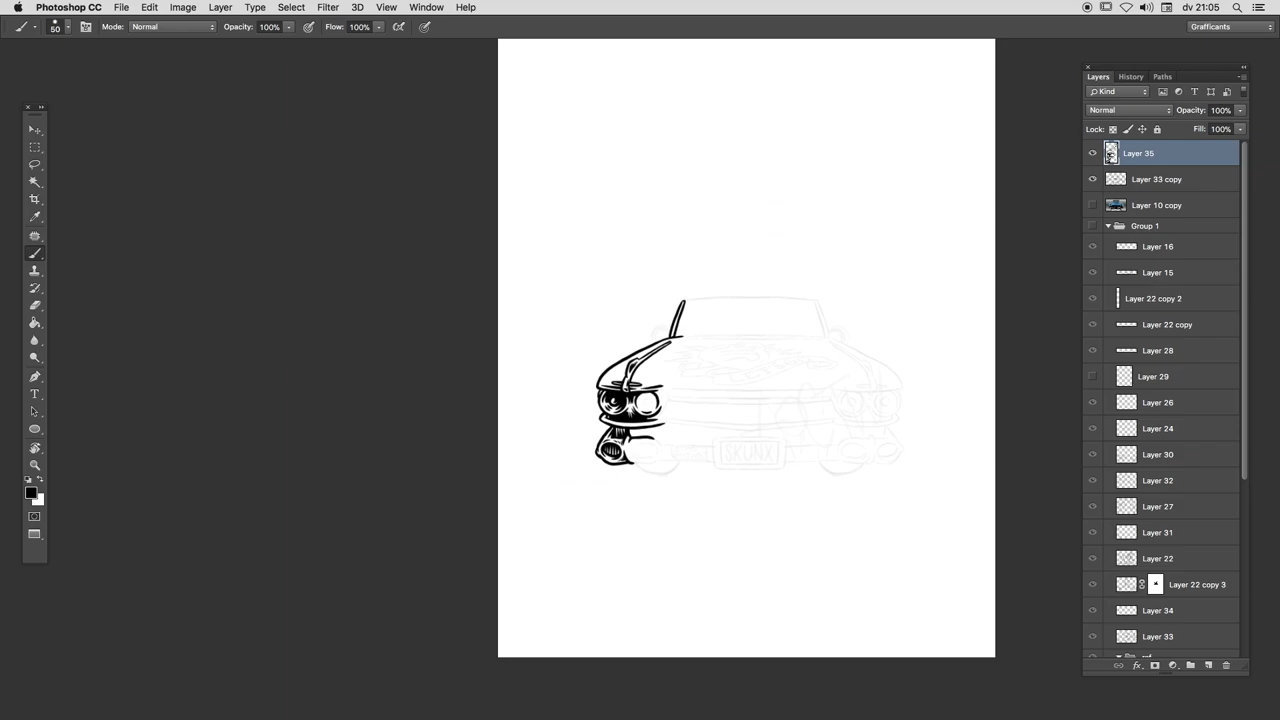 Photoshop CC File Edit Image Layer Type Select Filter 3D View Window Help dv 21:05
50 Mode: Normal Opacity: 100% Flow: 100% Grafficants
Layers History Paths
Kind
Normal Opacity: 100%
Lock: Fill: 100%
Layer 35
Layer 33 copy
Layer 10 copy
Group 1
Layer 16
Layer 15
Layer 22 copy 2
Layer 22 copy
Layer 28
Layer 29
Layer 26
Layer 24
Layer 30
Layer 32
Layer 27
Layer 31
Layer 22
Layer 22 copy 3
Layer 34
Layer 33
SKUNX
fx